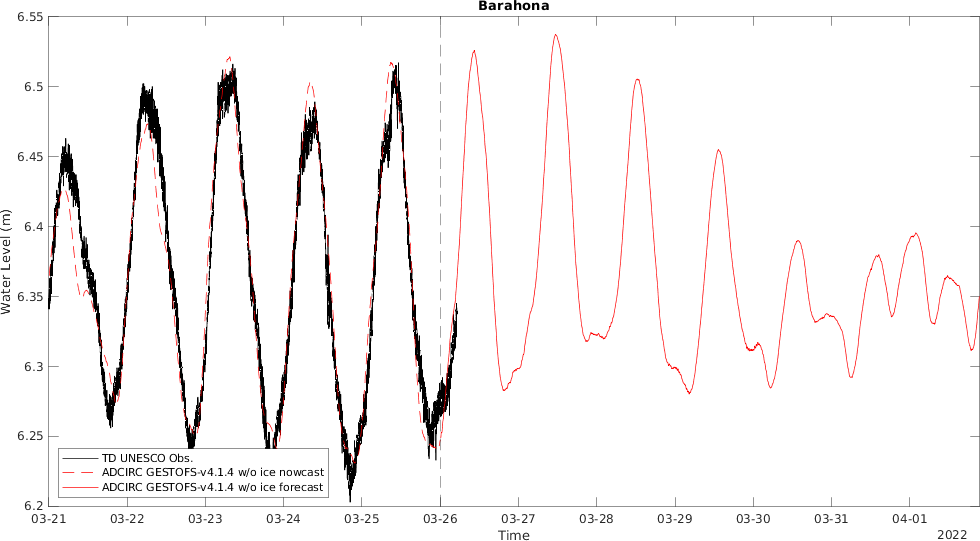 Barahona
6.55
6.5
6.45
6.4
6.35
6.3
6.25
6.2
Water Level (m)
TD UNESCO Obs.
ADCIRC GESTOFS-v4.1.4 w/o ice nowcast
ADCIRC GESTOFS-v4.1.4 w/o ice forecast
03-21 03-22 03-23 03-24 03-25 03-26 03-27 03-28 03-29 03-30 03-31 04-01
Time
2022